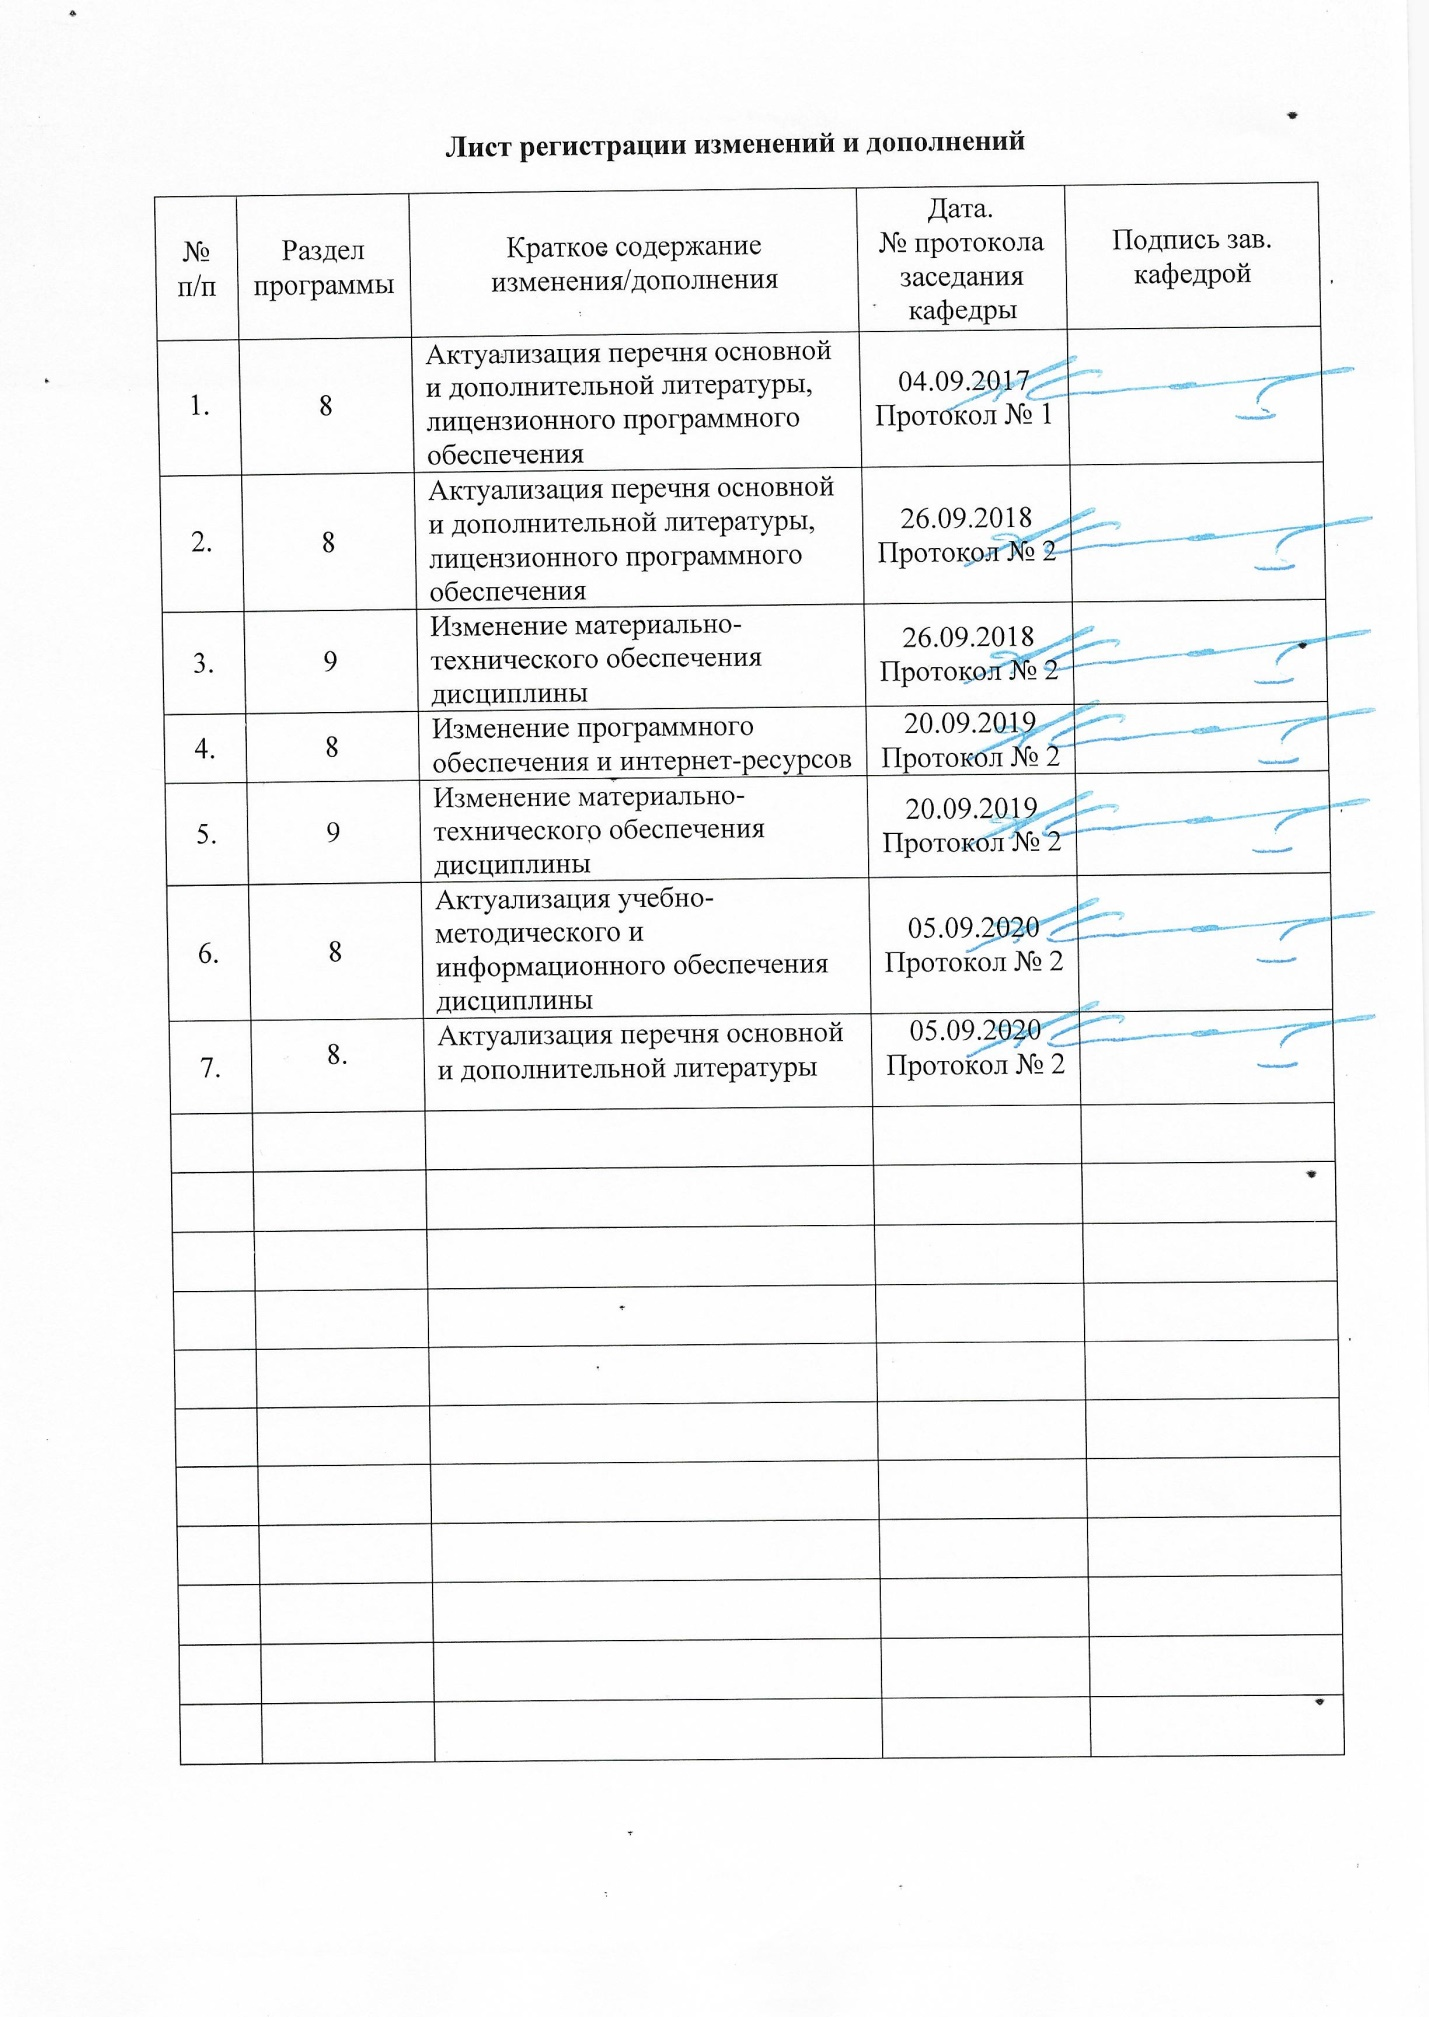 Лист регистрации изменений и дополнений
№
п/п
Раздел
программы
Краткое содержание
изменения/дополнения
Дата.
№ протокола
заседания
кафедры
Подпись зав.
кафедрой
1.
8
Актуализация перечня основной
и дополнительной литературы,
лицензионного программного
обеспечения
04.09.2017
Протокол № 1
2.
8
Актуализация перечня основной
и дополнительной литературы,
лицензионного программного
обеспечения
26.09.2018
Протокол № 2
3.
9
Изменение материально-
технического обеспечения
дисциплины
26.09.2018
Протокол № 2
4.
8
Изменение программного
обеспечения и интернет-ресурсов
20.09.2019
Протокол № 2
5.
9
Изменение материально-
технического обеспечения
дисциплины
20.09.2019
Протокол № 2
6.
8
Актуализация учебно-
методического и
информационного обеспечения
дисциплины
05.09.2020
Протокол № 2
7.
8.
Актуализация перечня основной
и дополнительной литературы
05.09.2020
Протокол № 2